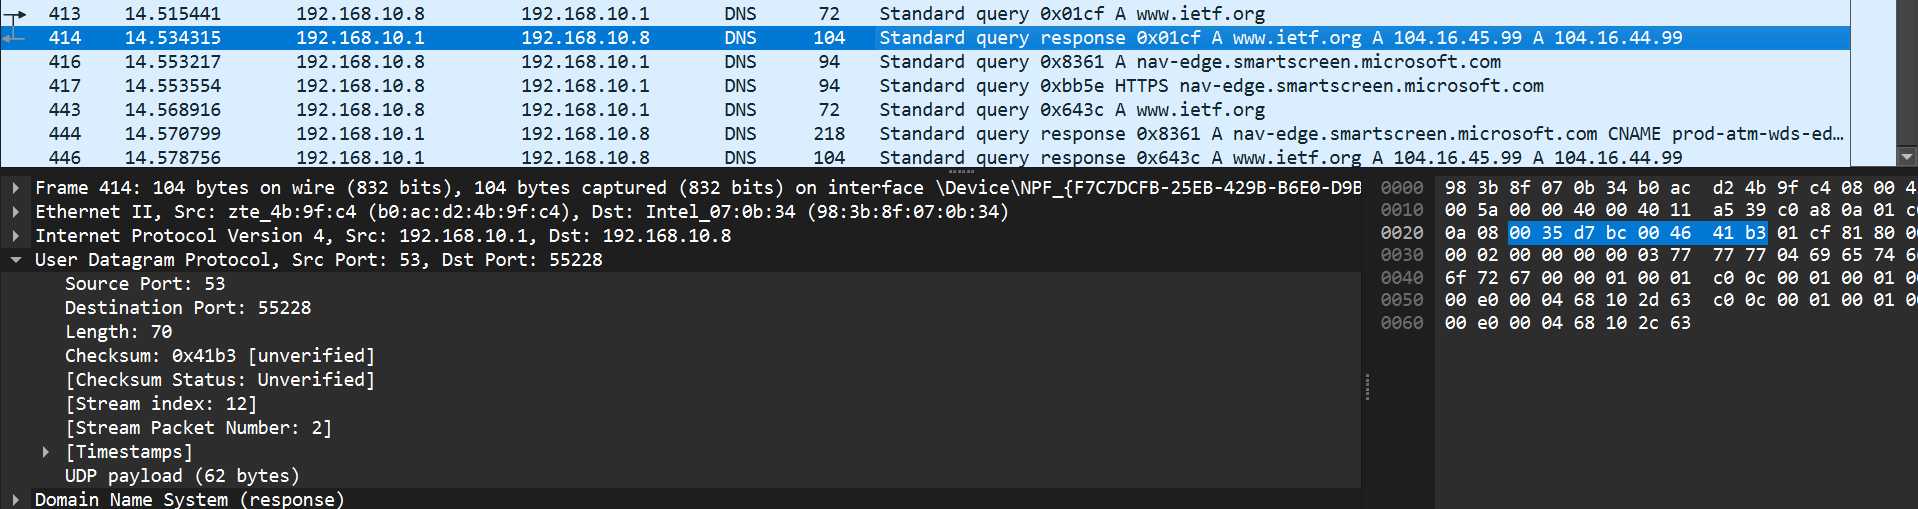 413 14.515441 192.168.10.8 192.168.10.1 DNS 72 Standard query 0x01cf A www.ietf.org
414 14.534315 192.168.10.1 192.168.10.8 DNS 104 Standard query response 0x01cf A www.ietf.org A 104.16.45.99 A 104.16.44.99
416 14.553217 192.168.10.8 192.168.10.1 DNS 94 Standard query 0x8361 A nav-edge.smartscreen.microsoft.com
417 14.553554 192.168.10.8 192.168.10.1 DNS 94 Standard query 0xbb5e HTTPS nav-edge.smartscreen.microsoft.com
443 14.568916 192.168.10.8 192.168.10.1 DNS 72 Standard query 0x643c A www.ietf.org
444 14.570799 192.168.10.1 192.168.10.8 DNS 218 Standard query response 0x8361 A nav-edge.smartscreen.microsoft.com CNAME prod-atm-wds-ed…
446 14.578756 192.168.10.1 192.168.10.8 DNS 104 Standard query response 0x643c A www.ietf.org A 104.16.45.99 A 104.16.44.99
Frame 414: 104 bytes on wire (832 bits), 104 bytes captured (832 bits) on interface \Device\NPF_{F7C7DCFB-25EB-429B-B6E0-D9B
Ethernet II, Src: zte_4b:9f:c4 (b0:ac:d2:4b:9f:c4), Dst: Intel_07:0b:34 (98:3b:8f:07:0b:34)
Internet Protocol Version 4, Src: 192.168.10.1, Dst: 192.168.10.8
User Datagram Protocol, Src Port: 53, Dst Port: 55228
Source Port: 53
Destination Port: 55228
Length: 70
Checksum: 0x41b3 [unverified]
[Checksum Status: Unverified]
[Stream index: 12]
[Stream Packet Number: 2]
[Timestamps]
UDP payload (62 bytes)
Domain Name System (response)
0000 98 3b 8f 07 0b 34 b0 ac d2 4b 9f c4 08 00 4
0010 00 5a 00 00 40 00 40 11 a5 39 c0 a8 0a 01 c
0020 0a 08 00 35 d7 bc 00 46 41 b3 01 cf 81 80 0
0030 00 02 00 00 00 00 03 77 77 77 04 69 65 74 6
0040 6f 72 67 00 00 01 00 01 c0 0c 00 01 00 01 0
0050 00 e0 00 04 68 10 2d 63 c0 0c 00 01 00 01 0
0060 00 e0 00 04 68 10 2c 63